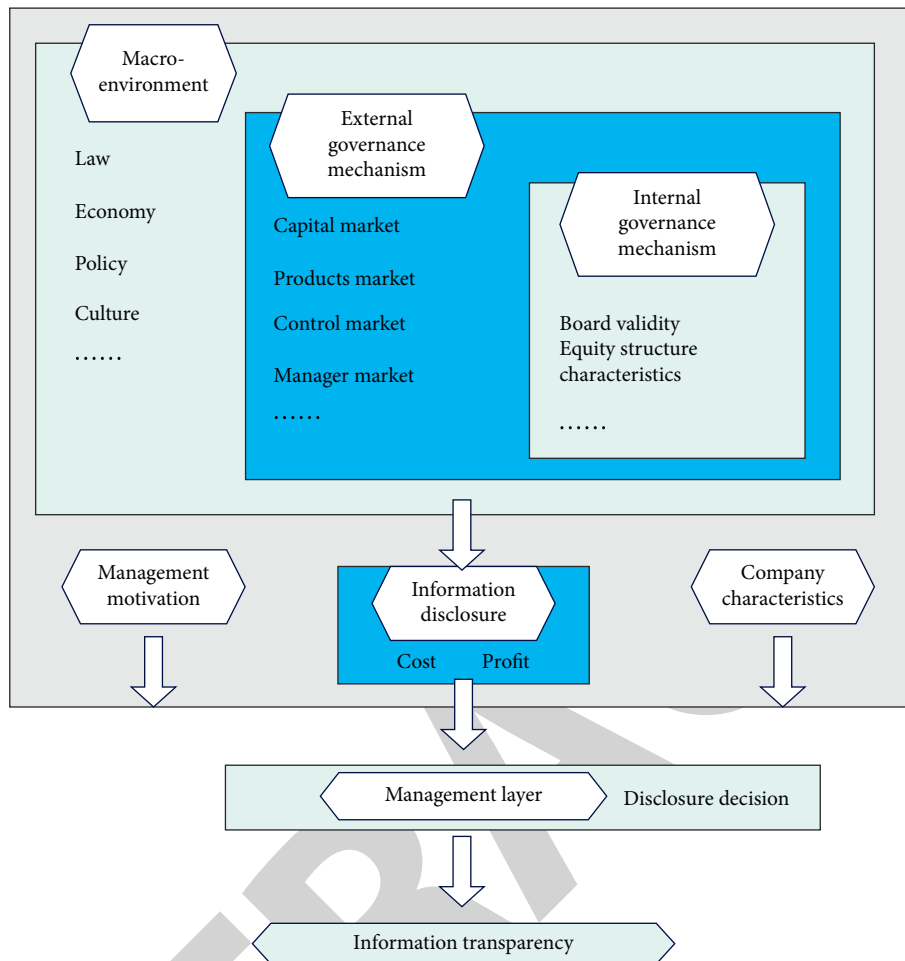 Macro-
environment
Law
Economy
Policy
Culture
......
External
governance
mechanism
Capital market
Products market
Control market
Manager market
......
Internal
governance
mechanism
Board validity
Equity structure
characteristics
......
Management
motivation
Information
disclosure
Cost Profit
Company
characteristics
Management layer Disclosure decision
Information transparency